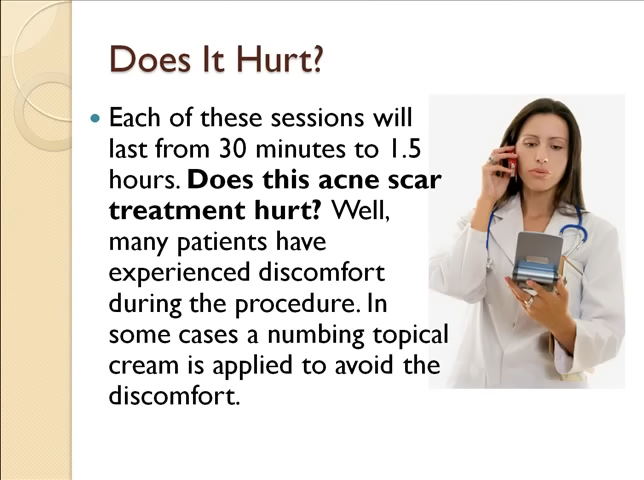 Does It Hurt?
• Each of these sessions will
last from 30 minutes to 1.5
hours. Does this acne scar
treatment hurt? Well,
many patients have
experienced discomfort
during the procedure. In
some cases a numbing topical
cream is applied to avoid the
discomfort.